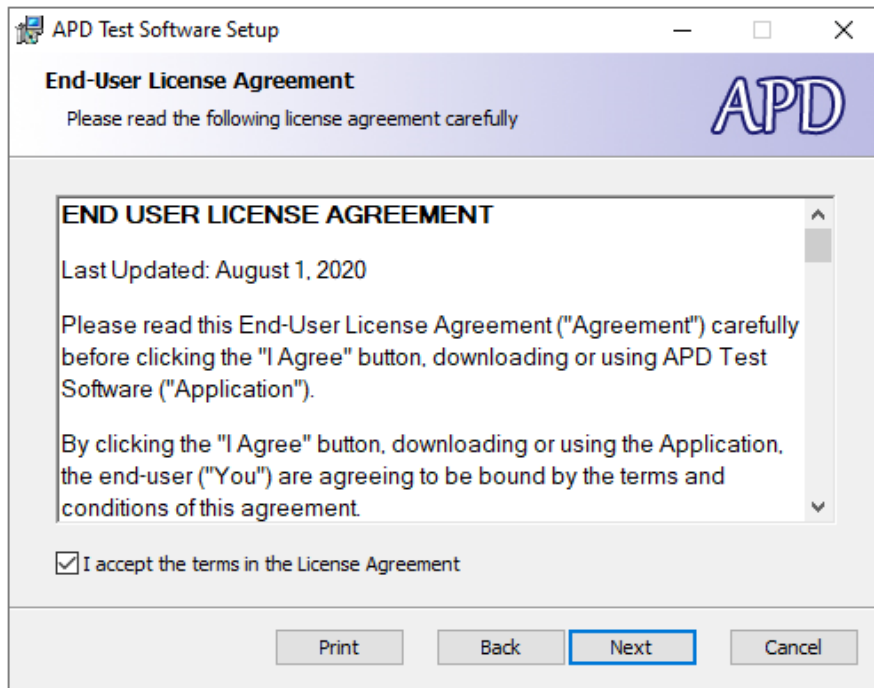 APD Test Software Setup
End-User License Agreement
Please read the following license agreement carefully
APD
END USER LICENSE AGREEMENT
Last Updated: August 1, 2020
Please read this End-User License Agreement ("Agreement") carefully
before clicking the "I Agree" button, downloading or using APD Test
Software ("Application").
By clicking the "I Agree" button, downloading or using the Application,
the end-user ("You") are agreeing to be bound by the terms and
conditions of this agreement.
I accept the terms in the License Agreement
Print Back Next Cancel